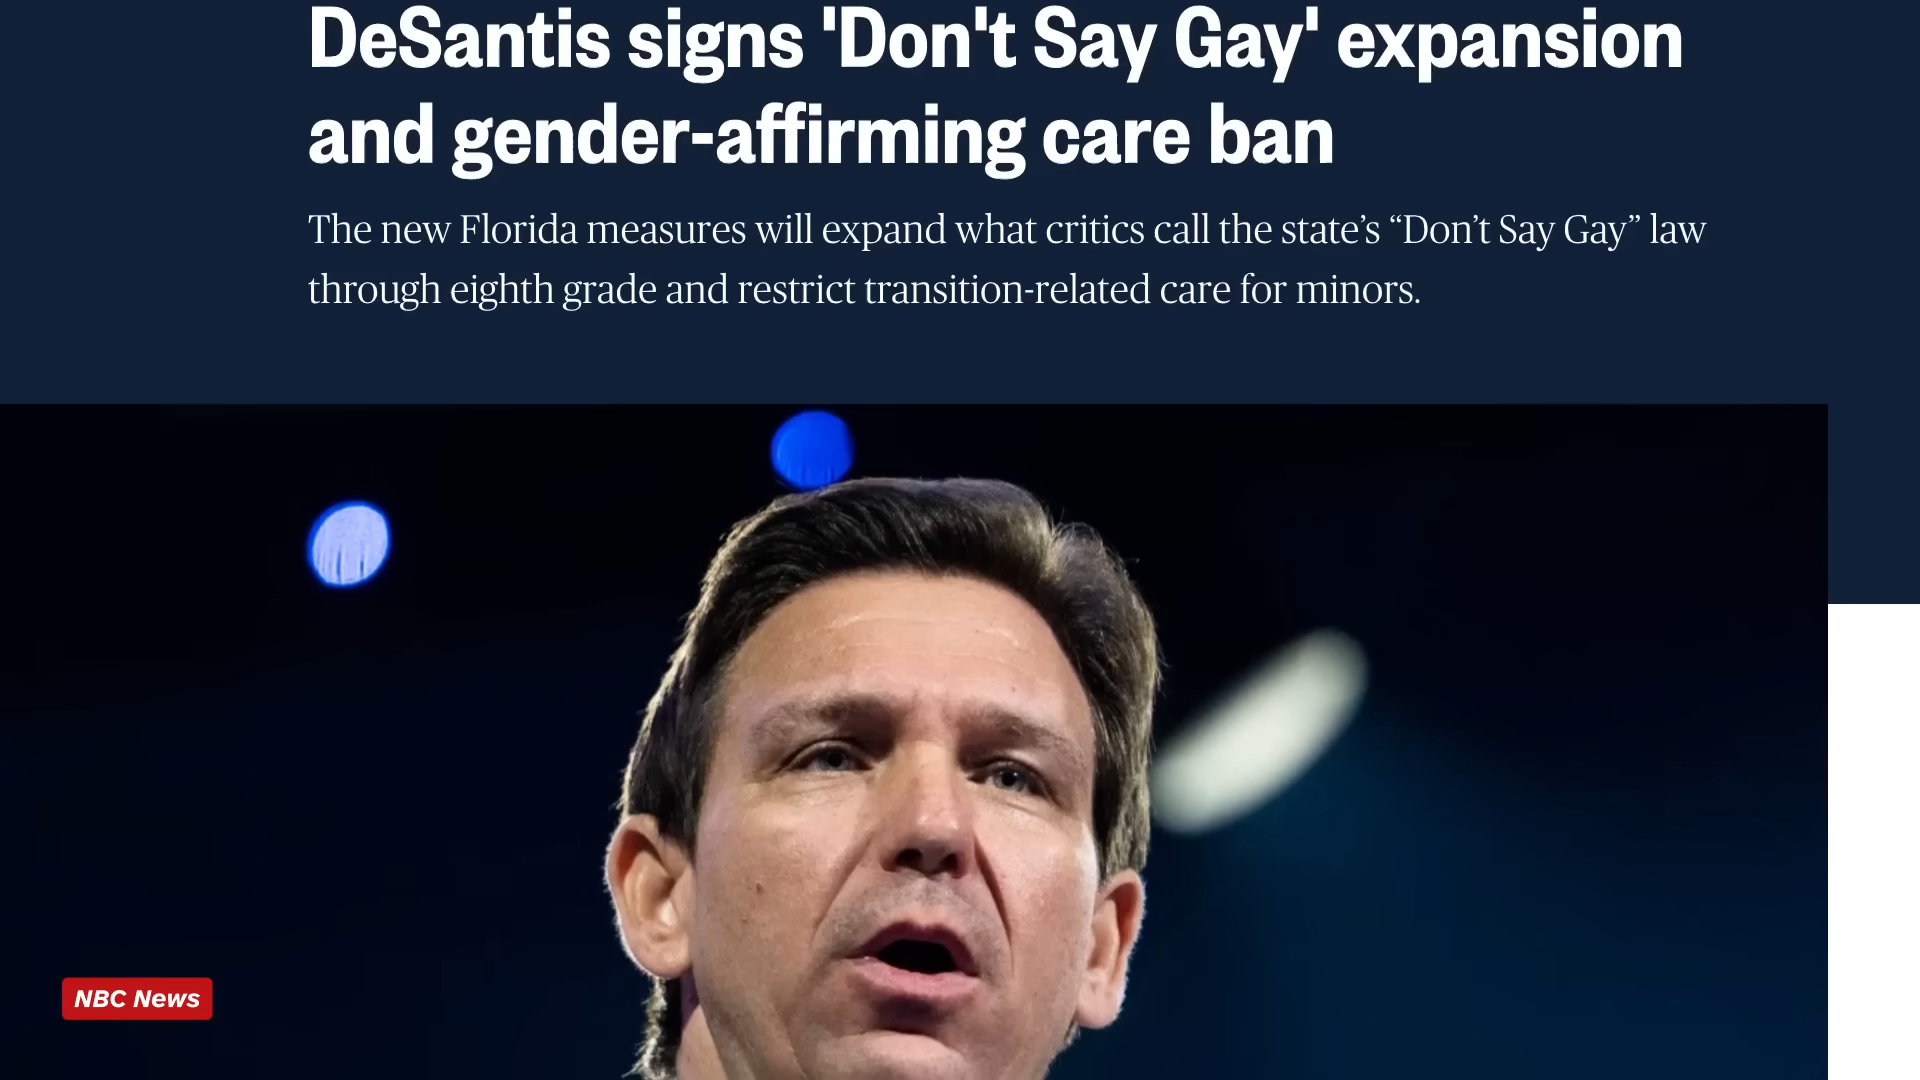 DeSantis signs 'Don't Say Gay' expansion
and gender-affirming care ban
The new Florida measures will expand what critics call the state’s “Don’t Say Gay” law
through eighth grade and restrict transition-related care for minors.
NBC News